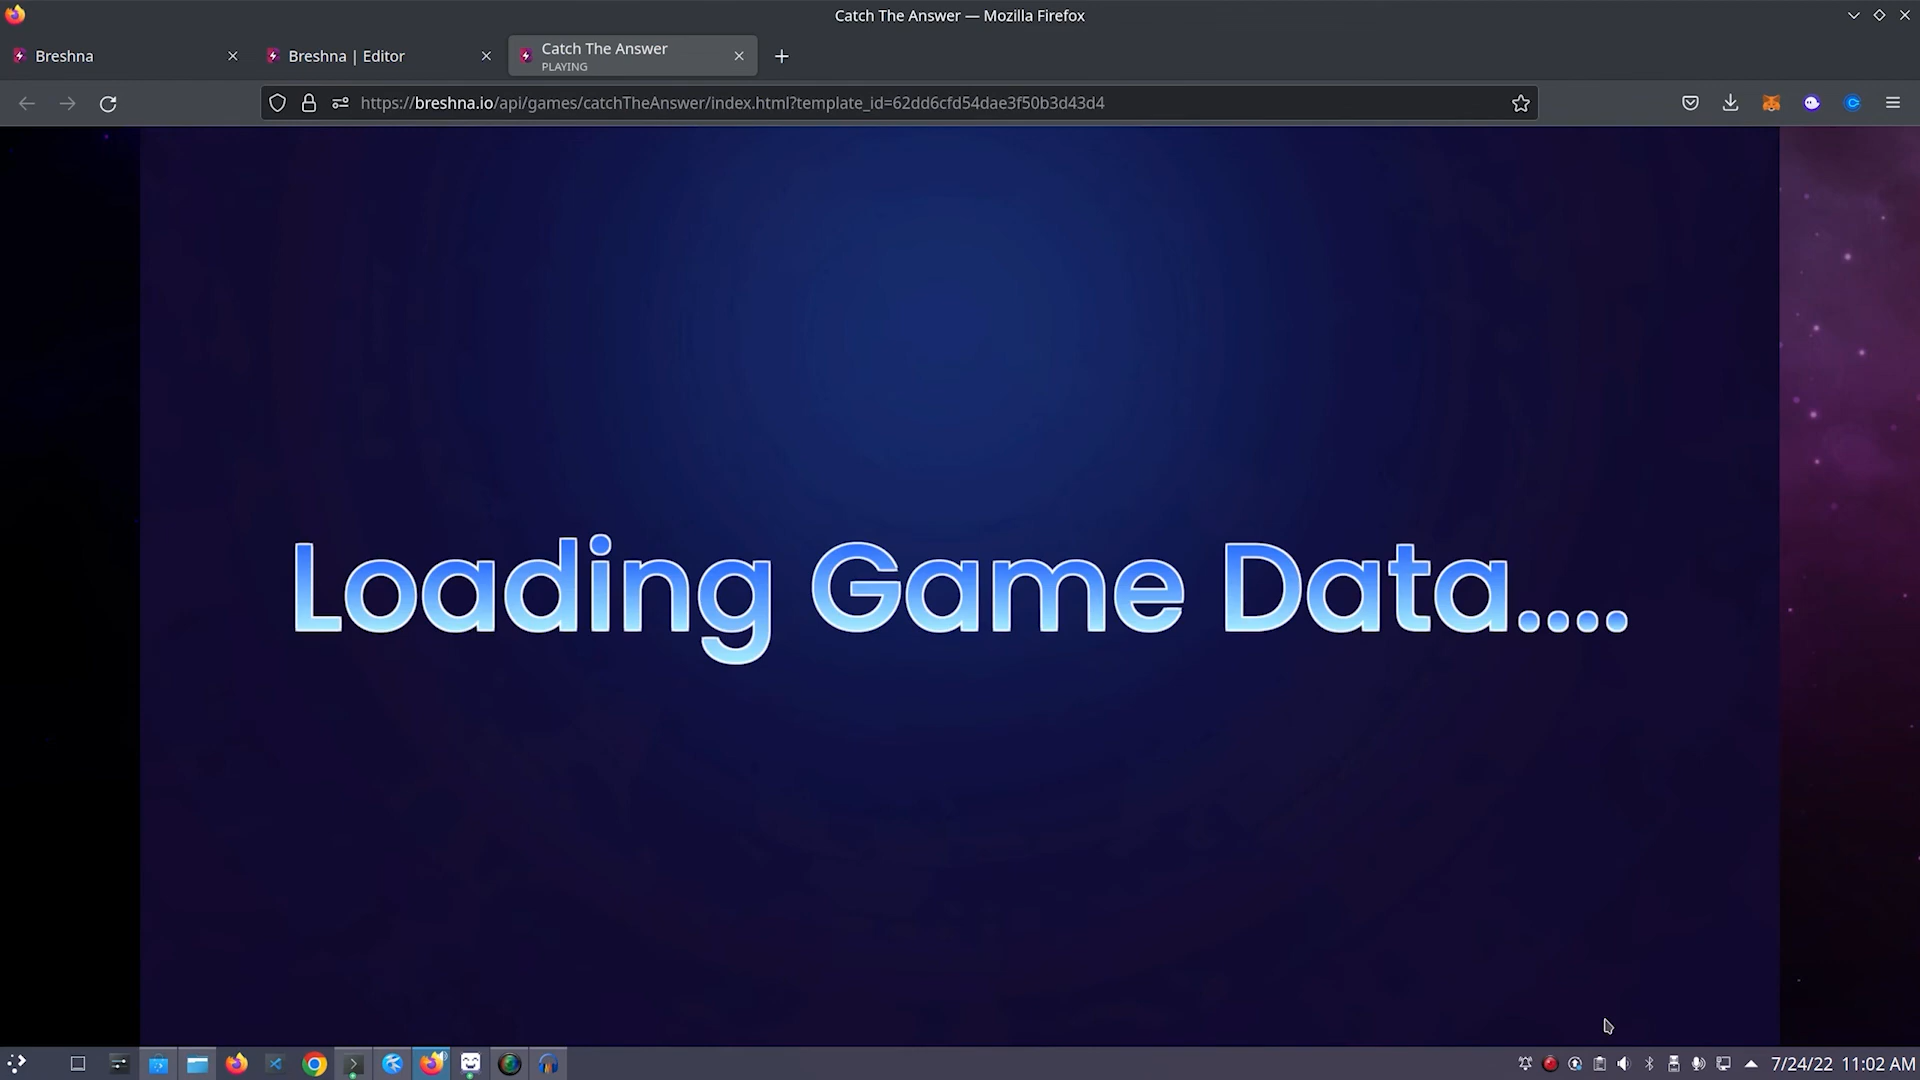 Catch The Answer — Mozilla Firefox
Breshna
Breshna | Editor
Catch The Answer
PLAYING
https://breshna.io/api/games/catchTheAnswer/index.html?template_id=62dd6cfd54dae3f50b3d43d4
Loading Game Data....
7/24/22 11:02 AM